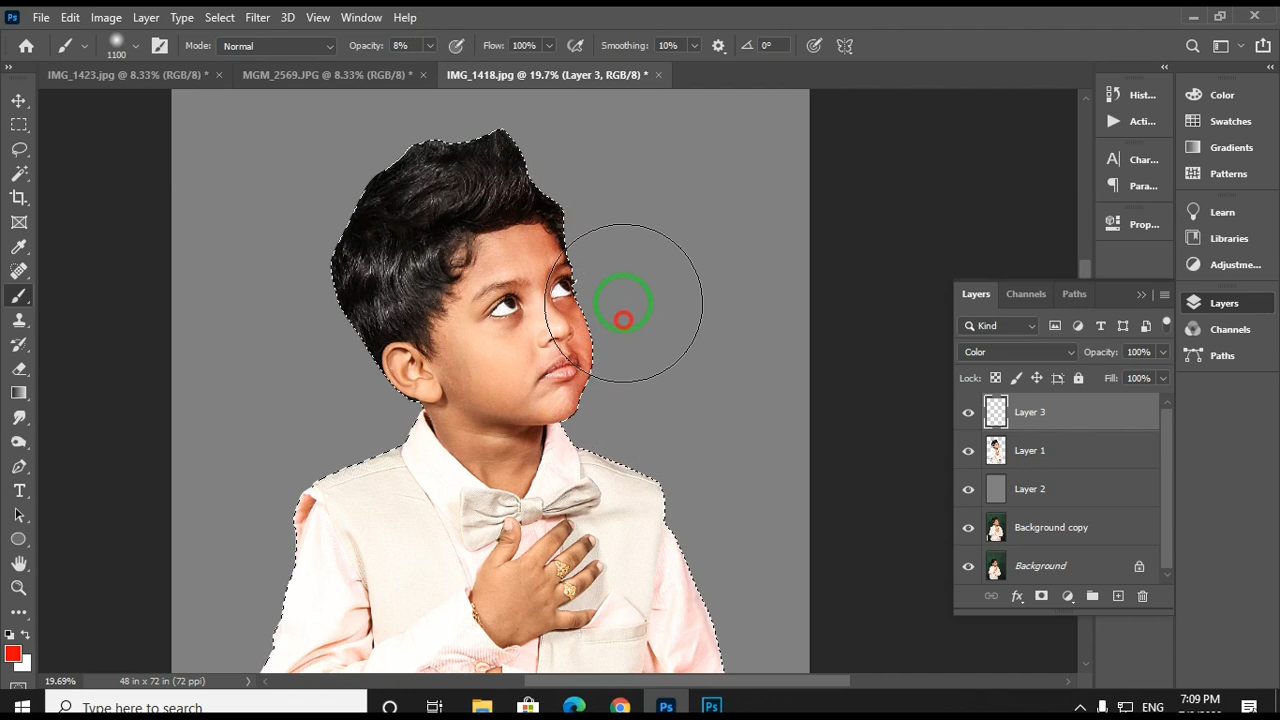 Ps File Edit Image Layer Type Select Filter 3D View Window Help
1100 Mode: Normal Opacity: 8% Flow: 100% Smoothing: 10% 0°
IMG_1423.jpg @ 8.33% (RGB/8) * × MGM_2569.JPG @ 8.33% (RGB/8) * × IMG_1418.jpg @ 19.7% (Layer 3, RGB/8) * ×
Hist...
Acti...
Char...
Para...
Prop...
Color
Swatches
Gradients
Patterns
Learn
Libraries
Adjustme...
Layers
Channels
Paths
Layers Channels Paths
Kind
Color Opacity: 100%
Lock: Fill: 100%
Layer 3
Layer 1
Layer 2
Background copy
Background
fx
19.69% 48 in x 72 in (72 ppi)
Type here to search
Ps Ps
ENG
7:09 PM